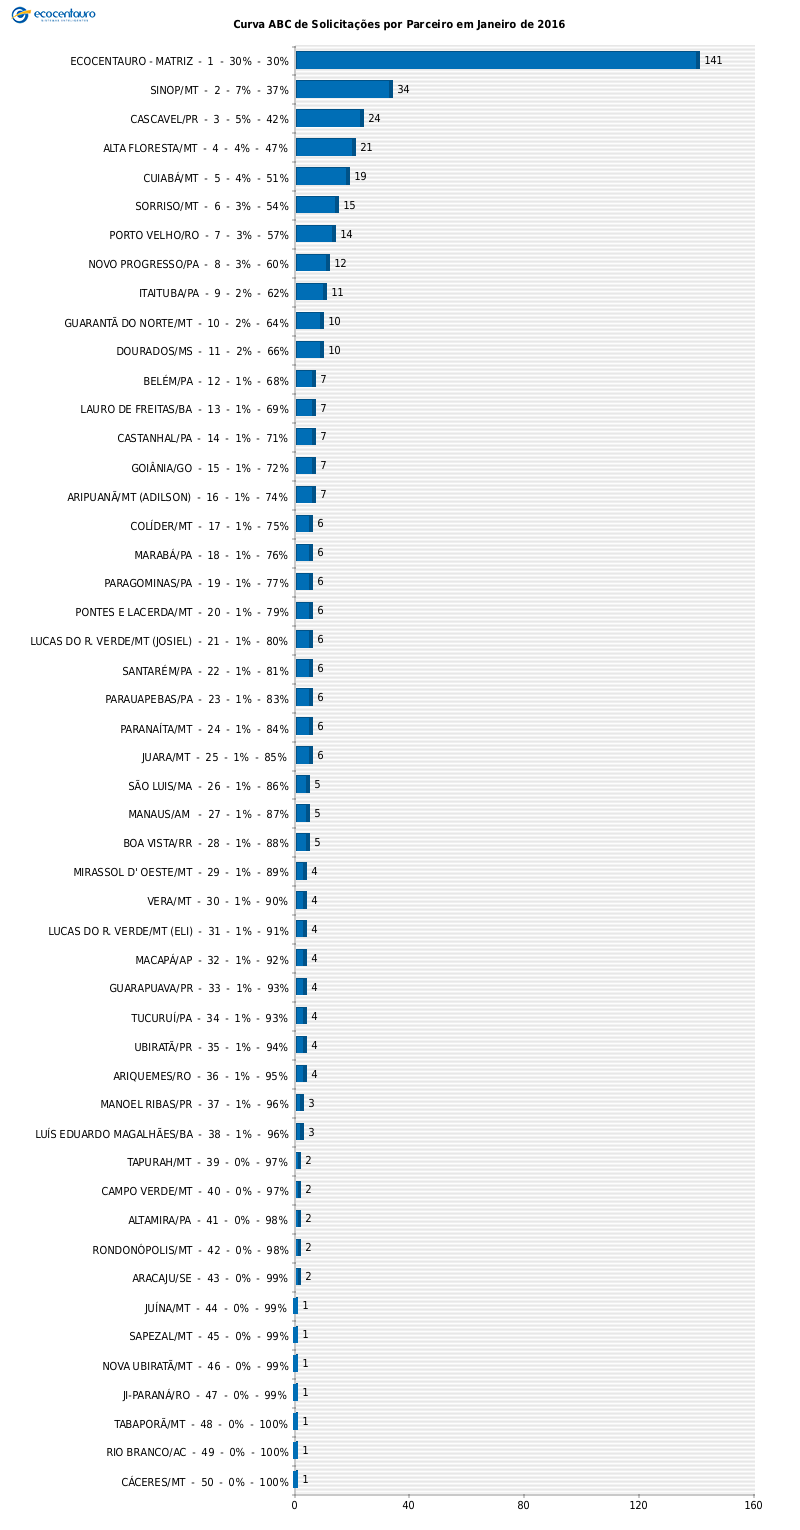 ecocentauro
Curva ABC de Solicitações por Parceiro em Janeiro de 2016
ECOCENTAURO - MATRIZ - 1 - 30% - 30% 141
SINOP/MT - 2 - 7% - 37% 34
CASCAVEL/PR - 3 - 5% - 42% 24
ALTA FLORESTA/MT - 4 - 4% - 47% 21
CUIABÁ/MT - 5 - 4% - 51% 19
SORRISO/MT - 6 - 3% - 54% 15
PORTO VELHO/RO - 7 - 3% - 57% 14
NOVO PROGRESSO/PA - 8 - 3% - 60% 12
ITAITUBA/PA - 9 - 2% - 62% 11
GUARANTÃ DO NORTE/MT - 10 - 2% - 64% 10
DOURADOS/MS - 11 - 2% - 66% 10
BELÉM/PA - 12 - 1% - 68% 7
LAURO DE FREITAS/BA - 13 - 1% - 69% 7
CASTANHAL/PA - 14 - 1% - 71% 7
GOIÂNIA/GO - 15 - 1% - 72% 7
ARIPUANÃ/MT (ADILSON) - 16 - 1% - 74% 7
COLÍDER/MT - 17 - 1% - 75% 6
MARABÁ/PA - 18 - 1% - 76% 6
PARAGOMINAS/PA - 19 - 1% - 77% 6
PONTES E LACERDA/MT - 20 - 1% - 79% 6
LUCAS DO R. VERDE/MT (JOSIEL) - 21 - 1% - 80% 6
SANTARÉM/PA - 22 - 1% - 81% 6
PARAUAPEBAS/PA - 23 - 1% - 83% 6
PARANAÍTA/MT - 24 - 1% - 84% 6
JUARA/MT - 25 - 1% - 85% 6
SÃO LUIS/MA - 26 - 1% - 86% 5
MANAUS/AM - 27 - 1% - 87% 5
BOA VISTA/RR - 28 - 1% - 88% 5
MIRASSOL D' OESTE/MT - 29 - 1% - 89% 4
VERA/MT - 30 - 1% - 90% 4
LUCAS DO R. VERDE/MT (ELI) - 31 - 1% - 91% 4
MACAPÁ/AP - 32 - 1% - 92% 4
GUARAPUAVA/PR - 33 - 1% - 93% 4
TUCURUÍ/PA - 34 - 1% - 93% 4
UBIRATÃ/PR - 35 - 1% - 94% 4
ARIQUEMES/RO - 36 - 1% - 95% 4
MANOEL RIBAS/PR - 37 - 1% - 96% 3
LUÍS EDUARDO MAGALHÃES/BA - 38 - 1% - 96% 3
TAPURAH/MT - 39 - 0% - 97% 2
CAMPO VERDE/MT - 40 - 0% - 97% 2
ALTAMIRA/PA - 41 - 0% - 98% 2
RONDONÓPOLIS/MT - 42 - 0% - 98% 2
ARACAJU/SE - 43 - 0% - 99% 2
JUÍNA/MT - 44 - 0% - 99% 1
SAPEZAL/MT - 45 - 0% - 99% 1
NOVA UBIRATÃ/MT - 46 - 0% - 99% 1
JI-PARANÁ/RO - 47 - 0% - 99% 1
TABAPORÃ/MT - 48 - 0% - 100% 1
RIO BRANCO/AC - 49 - 0% - 100% 1
CÁCERES/MT - 50 - 0% - 100% 1
0 40 80 120 160